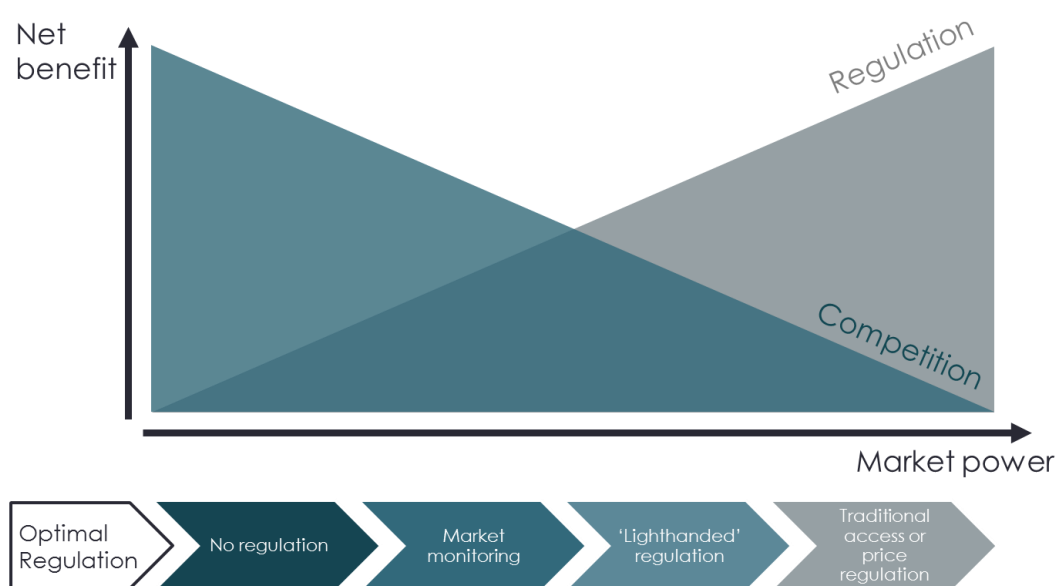 Net
benefit
Regulation
Competition
Market power
Optimal
Regulation
No regulation
Market
monitoring
'Lighthanded'
regulation
Traditional
access or
price
regulation